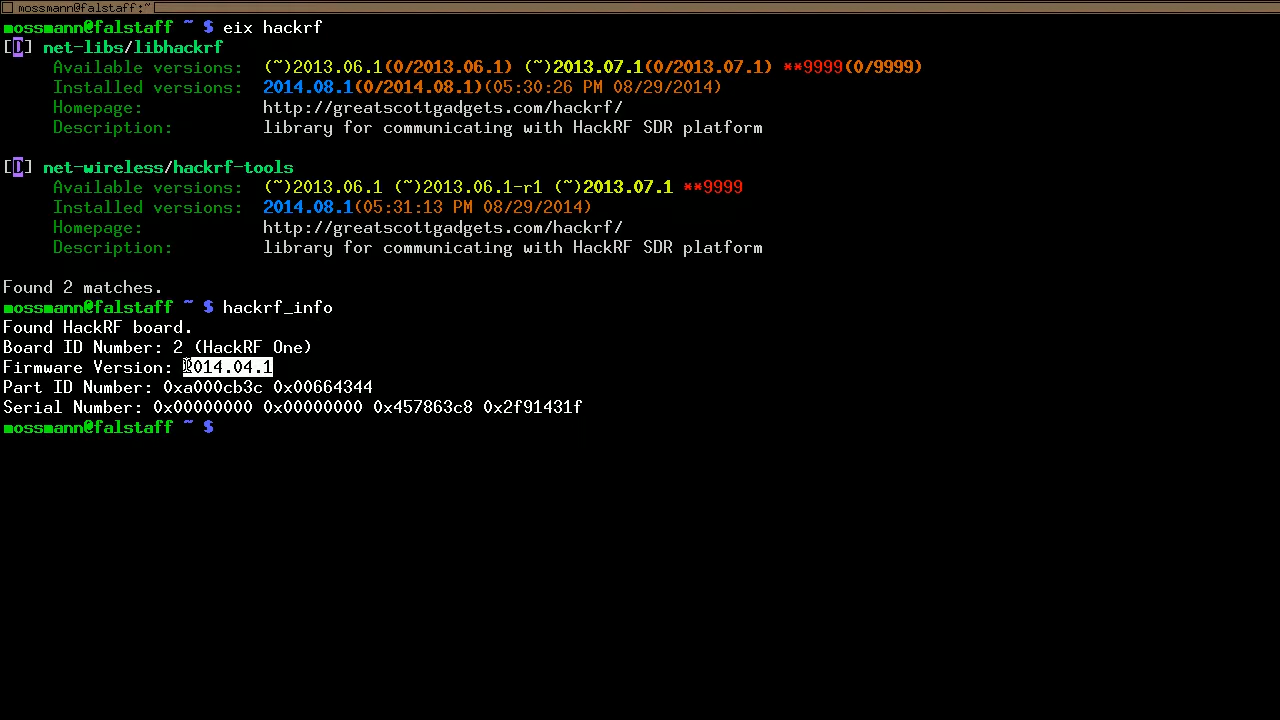 mossmann@falstaff:~
mossmann@falstaff ~ $ eix hackrf
[D] net-libs/libhackrf
Available versions: (~)2013.06.1(0/2013.06.1) (~)2013.07.1(0/2013.07.1) **9999(0/9999)
Installed versions: 2014.08.1(0/2014.08.1)(05:30:26 PM 08/29/2014)
Homepage: http://greatscottgadgets.com/hackrf/
Description: library for communicating with HackRF SDR platform
[D] net-wireless/hackrf-tools
Available versions: (~)2013.06.1 (~)2013.06.1-r1 (~)2013.07.1 **9999
Installed versions: 2014.08.1(05:31:13 PM 08/29/2014)
Homepage: http://greatscottgadgets.com/hackrf/
Description: library for communicating with HackRF SDR platform
Found 2 matches.
mossmann@falstaff ~ $ hackrf_info
Found HackRF board.
Board ID Number: 2 (HackRF One)
Firmware Version: 2014.04.1
Part ID Number: 0xa000cb3c 0x00664344
Serial Number: 0x00000000 0x00000000 0x457863c8 0x2f91431f
mossmann@falstaff ~ $